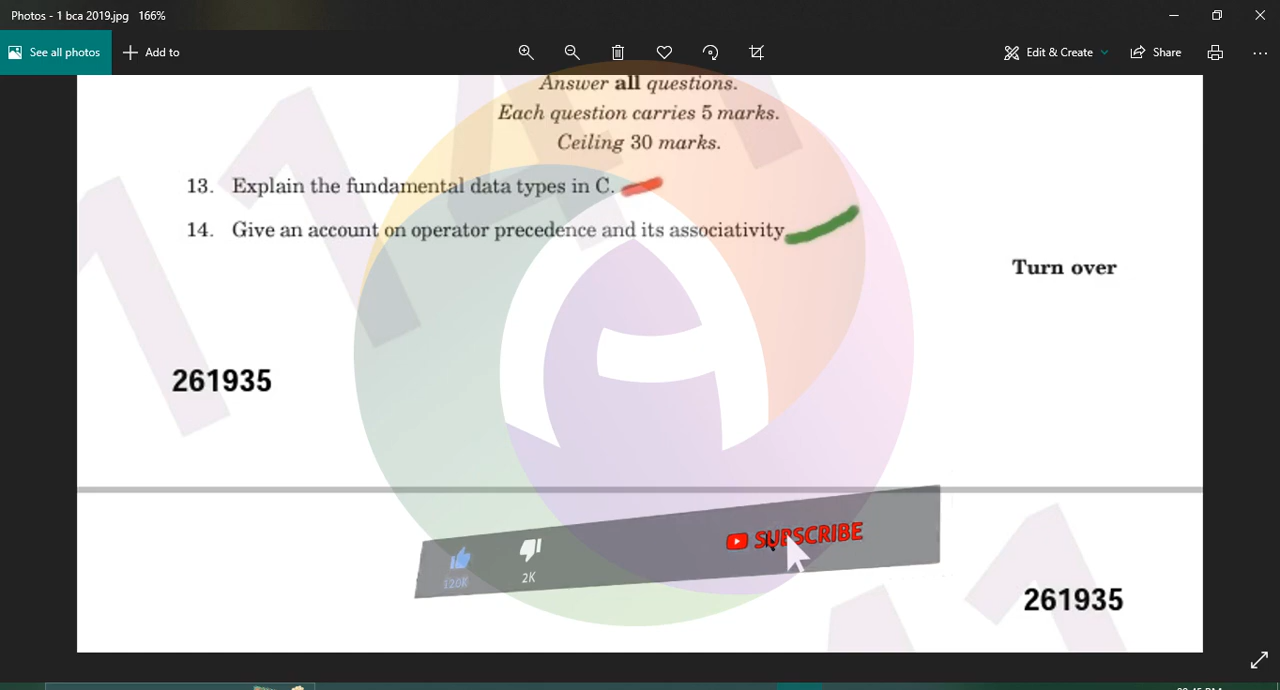 Photos - 1 bca 2019.jpg 166%
See all photos
Add to
Edit & Create
Share
Answer all questions.
Each question carries 5 marks.
Ceiling 30 marks.
13. Explain the fundamental data types in C.
14. Give an account on operator precedence and its associativity
Turn over
261935
120K
2K
SUBSCRIBE
261935